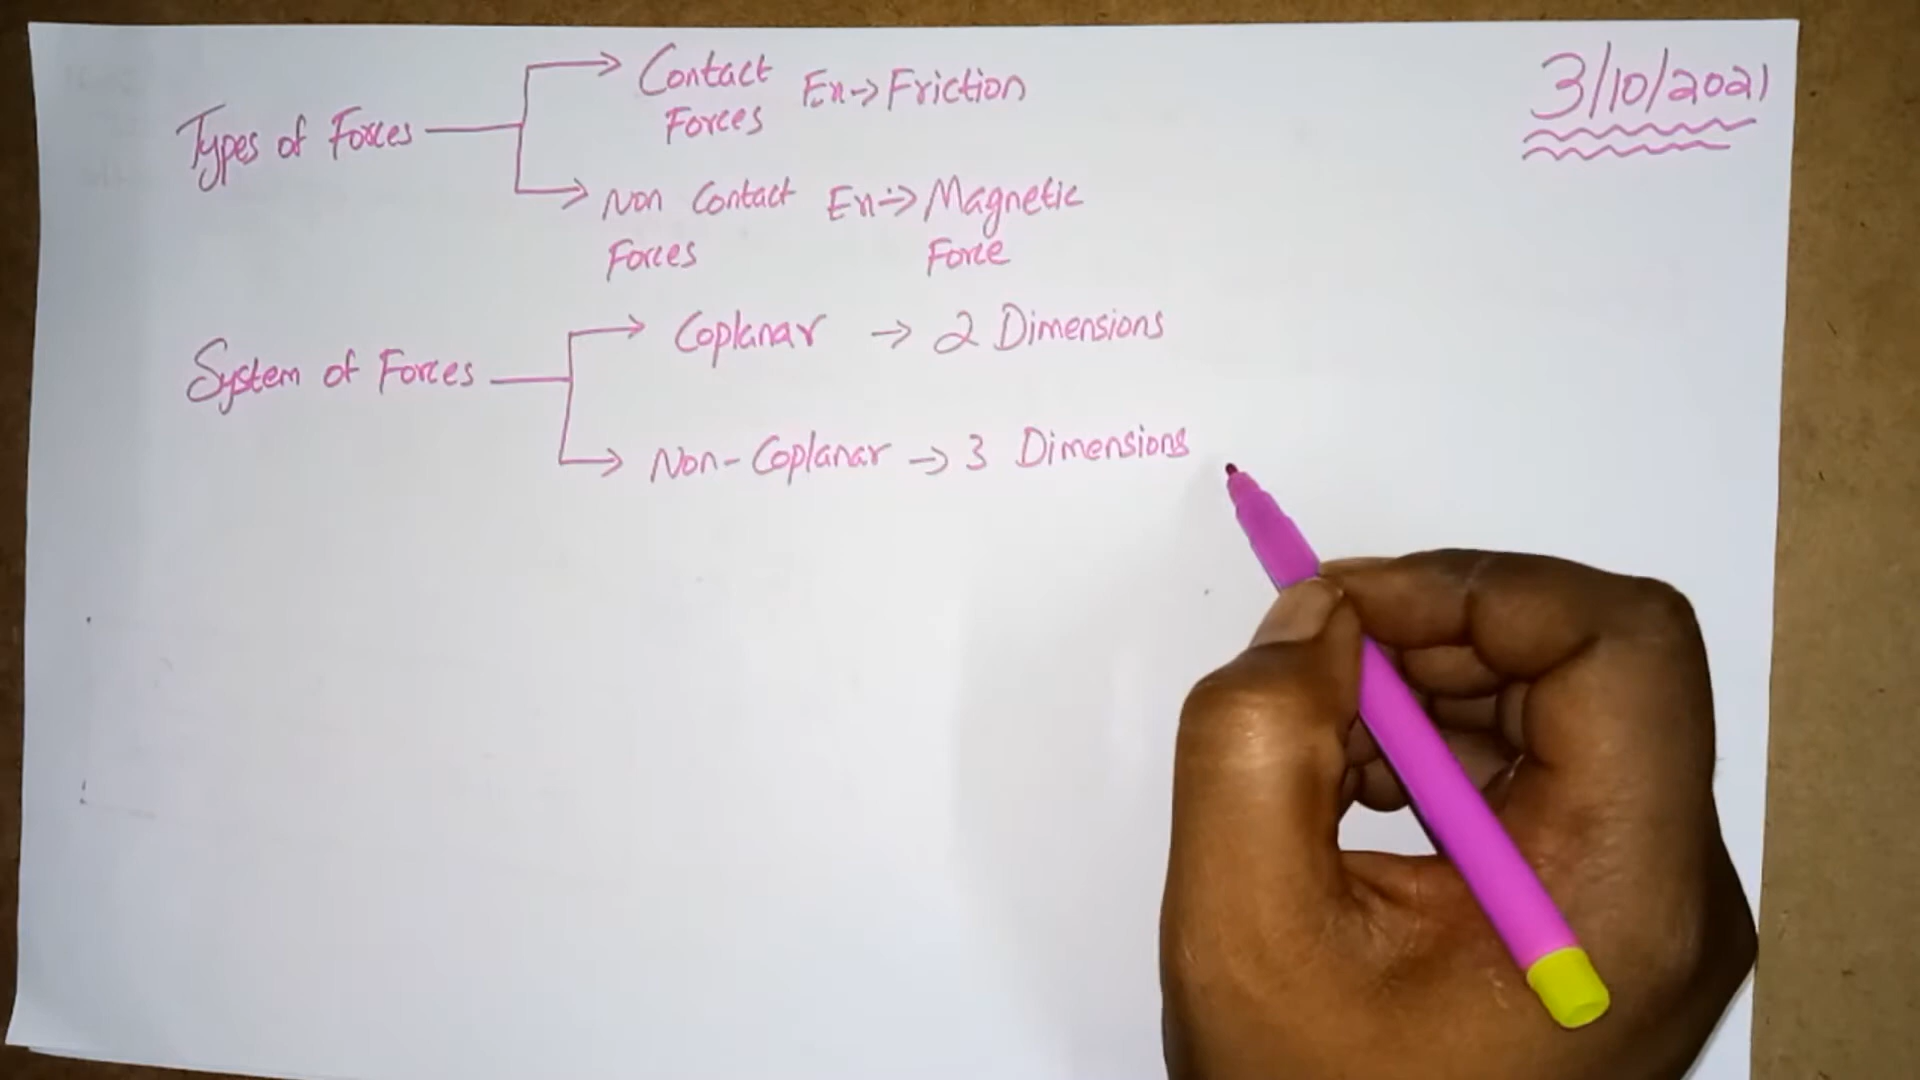 3/10/2021
Types of Forces
Contact Forces Ex→ Friction
Non Contact Forces Ex:→ Magnetic Force
System of Forces
Coplanar → 2 Dimensions
Non-Coplanar → 3 Dimensions